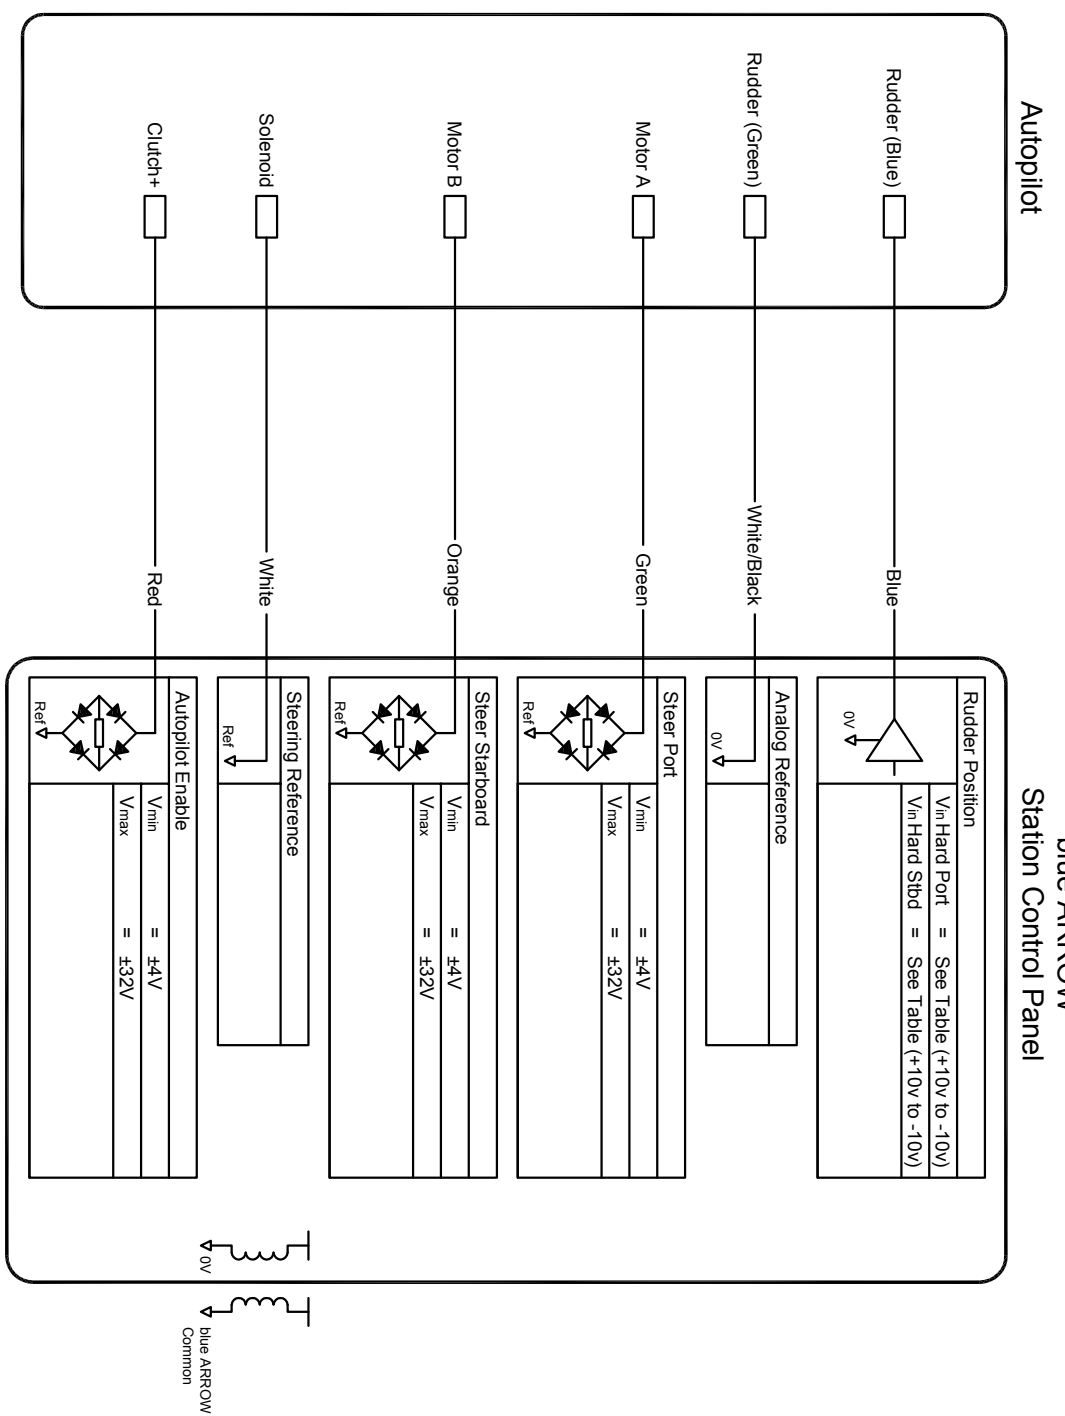 Autopilot
blue ARROW
Station Control Panel
Rudder (Blue)
Blue
0V
Rudder Position
Vin Hard Port = See Table (+10v to -10v)
Vin Hard Stbd = See Table (+10v to -10v)
Rudder (Green)
White/Black
0V
Analog Reference
Motor A
Green
Ref
Steer Port
Vmin = ±4V
Vmax = ±32V
Motor B
Orange
Ref
Steer Starboard
Vmin = ±4V
Vmax = ±32V
Solenoid
White
Ref
Steering Reference
Clutch+
Red
Ref
Autopilot Enable
Vmin = ±4V
Vmax = ±32V
0V
blue ARROW
Common